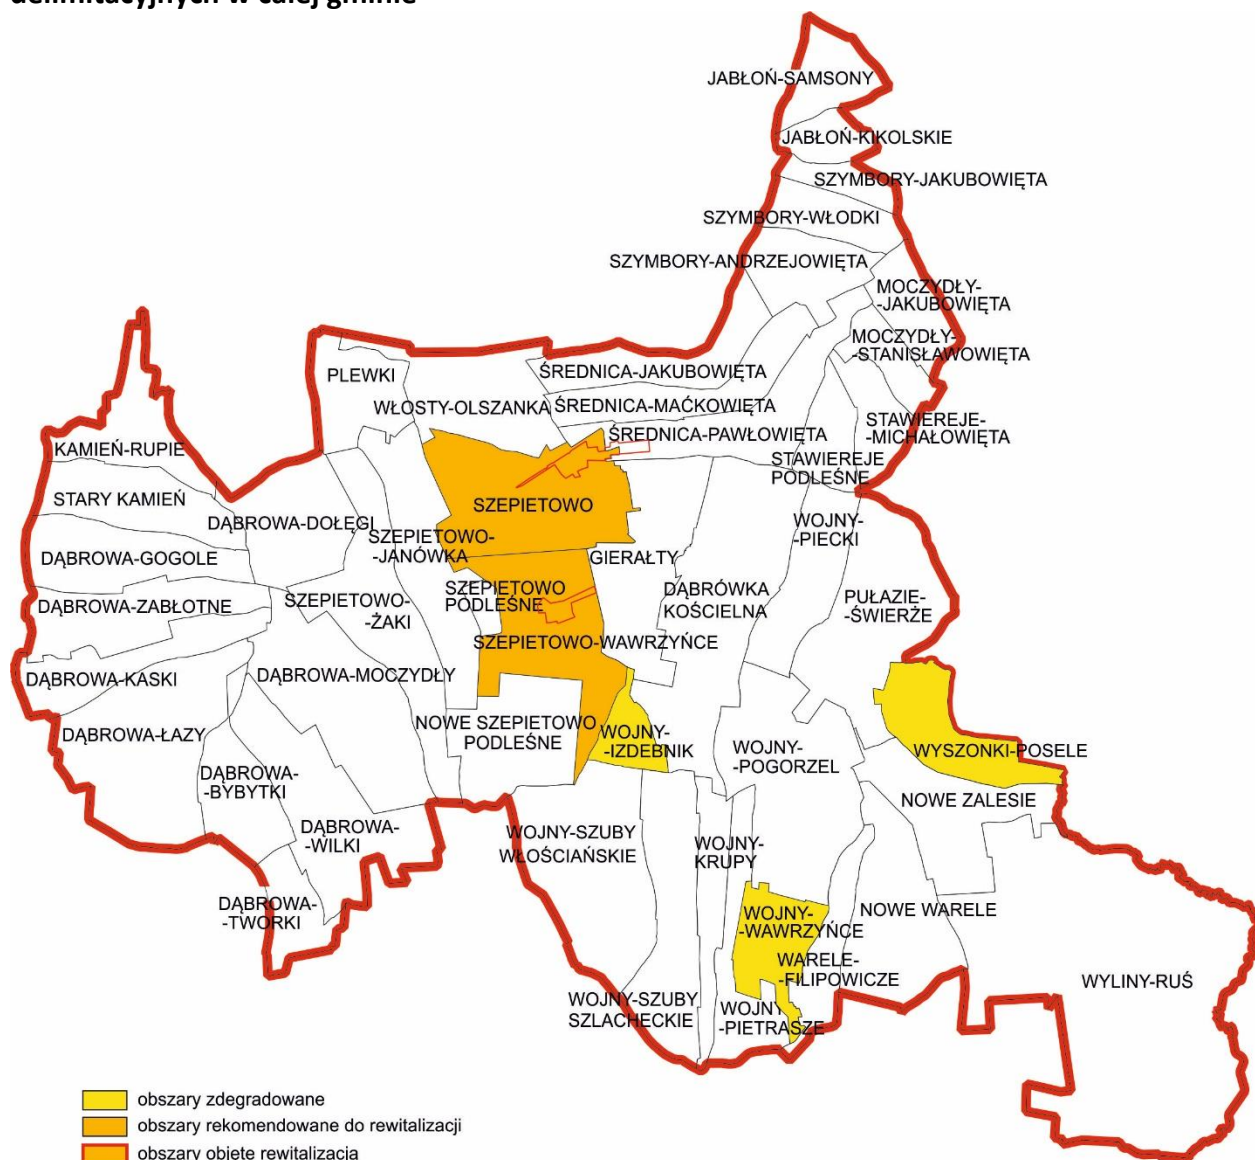 delimitacyjnych w całej gminie
JABŁOŃ-SAMSONY
JABŁOŃ-KIKOLSKIE
SZYMBORY-JAKUBOWIĘTA
SZYMBORY-WŁODKI
SZYMBORY-ANDRZEJOWIĘTA
MOCZYDŁY-
-JAKUBOWIĘTA
MOCZYDŁY-
-STANISŁAWOWIĘTA
PLEWKI
ŚREDNICA-JAKUBOWIĘTA
WŁOSTY-OLSZANKA
ŚREDNICA-MAĆKOWIĘTA
ŚREDNICA-PAWŁOWIĘTA
STAWIEREJE-
-MICHAŁOWIĘTA
KAMIEŃ-RUPIE
STAWIEREJE
PODLEŚNE
STARY KAMIEŃ
SZEPIETOWO
DĄBROWA-DOŁĘGI
SZEPIETOWO-
-JANÓWKA
WOJNY-
-PIECKI
DĄBROWA-GOGOLE
GIERAŁTY
SZEPIETOWO
PODLEŚNE
DĄBRÓWKA
KOŚCIELNA
PUŁAZIE-
-ŚWIERŻE
DĄBROWA-ZABŁOTNE
SZEPIETOWO-
-ŻAKI
SZEPIETOWO-WAWRZYŃCE
DĄBROWA-KASKI
DĄBROWA-MOCZYDŁY
NOWE SZEPIETOWO
PODLEŚNE
DĄBROWA-ŁAZY
WOJNY-
-IZDEBNIK
WOJNY-
-POGORZEL
WYSZONKI-POSELE
DĄBROWA-
-BYBYTKI
NOWE ZALESIE
DĄBROWA-
-WILKI
WOJNY-SZUBY
WŁOŚCIAŃSKIE
WOJNY-
KRUPY
DĄBROWA-
-TWORKI
WOJNY-
-WAWRZYŃCE
NOWE WARELE
WARELE-
-FILIPOWICZE
WYLINY-RUŚ
WOJNY-SZUBY
SZLACHECKIE
WOJNY
-PIETRASZE
obszary zdegradowane
obszary rekomendowane do rewitalizacji
obszary objęte rewitalizacją